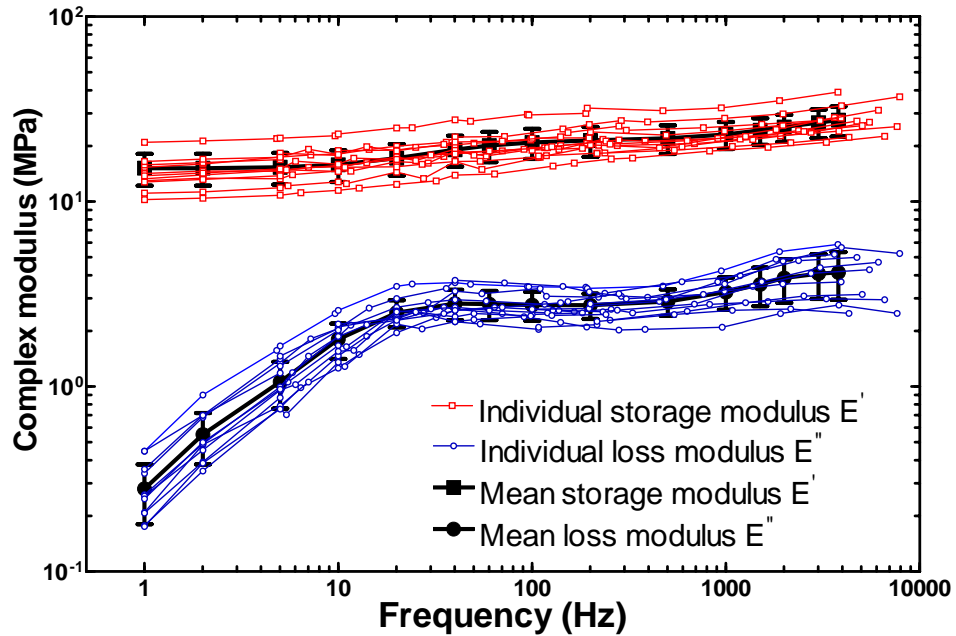 Complex modulus (MPa)
10^2
10^1
10^0
10^-1
Individual storage modulus E'
Individual loss modulus E"
Mean storage modulus E'
Mean loss modulus E"
1 10 100 1000 10000
Frequency (Hz)